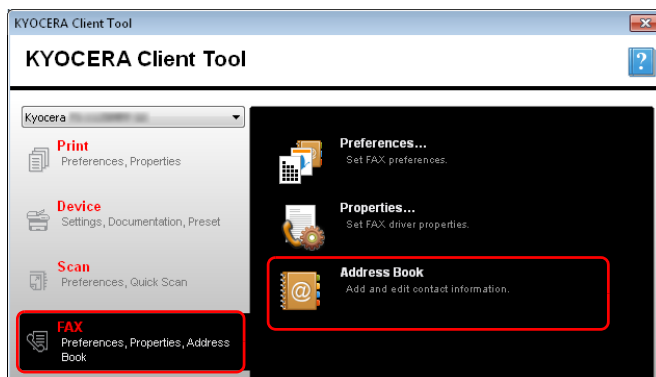 KYOCERA Client Tool
KYOCERA Client Tool
?
Kyocera
Print
Preferences, Properties
Device
Settings, Documentation, Preset
Scan
Preferences, Quick Scan
FAX
Preferences, Properties, Address
Book
Preferences...
Set FAX preferences.
Properties...
Set FAX driver properties.
@
Address Book
Add and edit contact information.